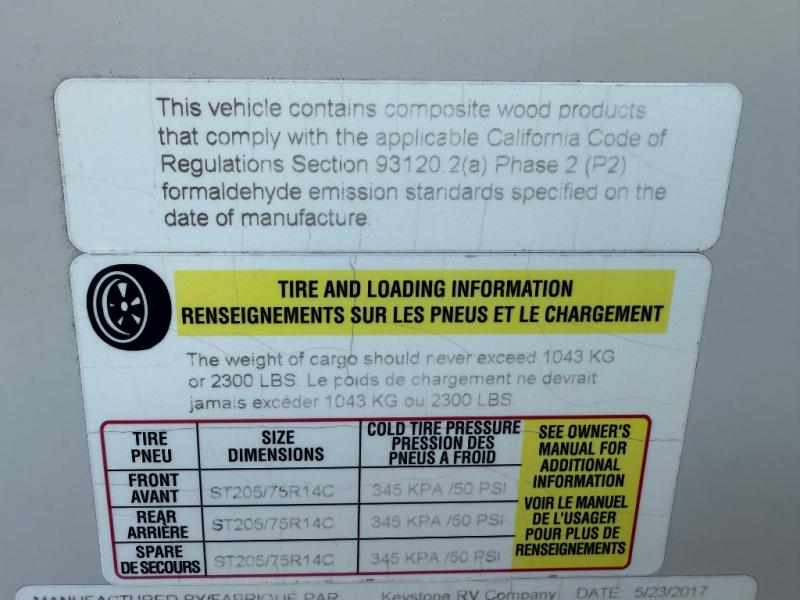 This vehicle contains composite wood products
that comply with the applicable California Code of
Regulations Section 93120.2(a) Phase 2 (P2)
formaldehyde emission standards specified on the
date of manufacture.
TIRE AND LOADING INFORMATION
RENSEIGNEMENTS SUR LES PNEUS ET LE CHARGEMENT
The weight of cargo should never exceed 1043 KG
or 2300 LBS. Le poids de chargement ne devrait
jamais excéder 1043 KG ou 2300 LBS.
TIRE
PNEU
SIZE
DIMENSIONS
COLD TIRE PRESSURE
PRESSION DES
PNEUS A FROID
SEE OWNER'S
MANUAL FOR
ADDITIONAL
INFORMATION
VOIR LE MANUEL
DE L'USAGER
POUR PLUS DE
RENSEIGNEMENTS
FRONT
AVANT
ST205/75R14C
345 KPA /50 PSI
REAR
ARRIÈRE
ST205/75R14C
345 KPA /50 PSI
SPARE
DE SECOURS
ST205/75R14C
345 KPA /50 PSI
MANUFACTURED BY/FABRIQUÉ PAR: Keystone RV Company DATE: 5/23/2017